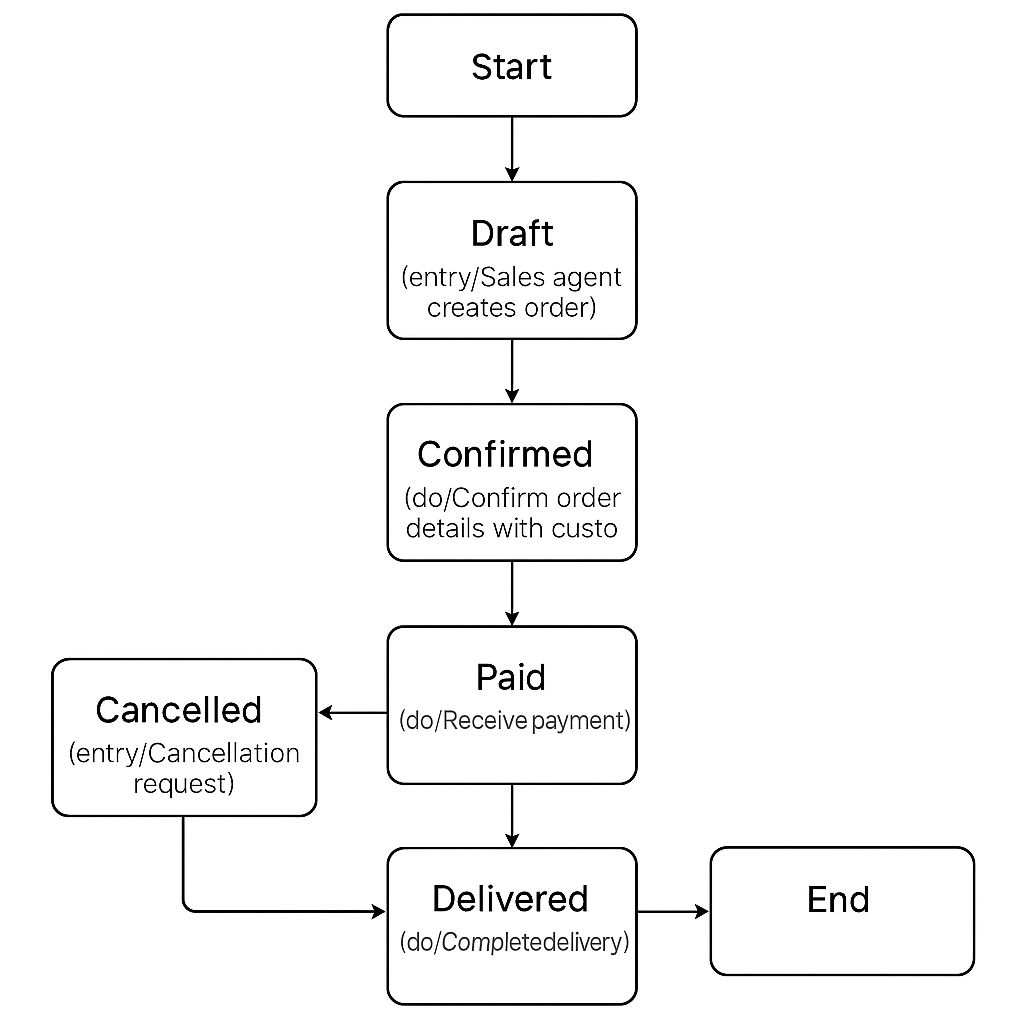 Start
Draft
(entry/Sales agent
creates order)
Confirmed
(do/Confirm order
details with custo
Paid
(do/Receive payment)
Cancelled
(entry/Cancellation
request)
Delivered
(do/Completedelivery)
End